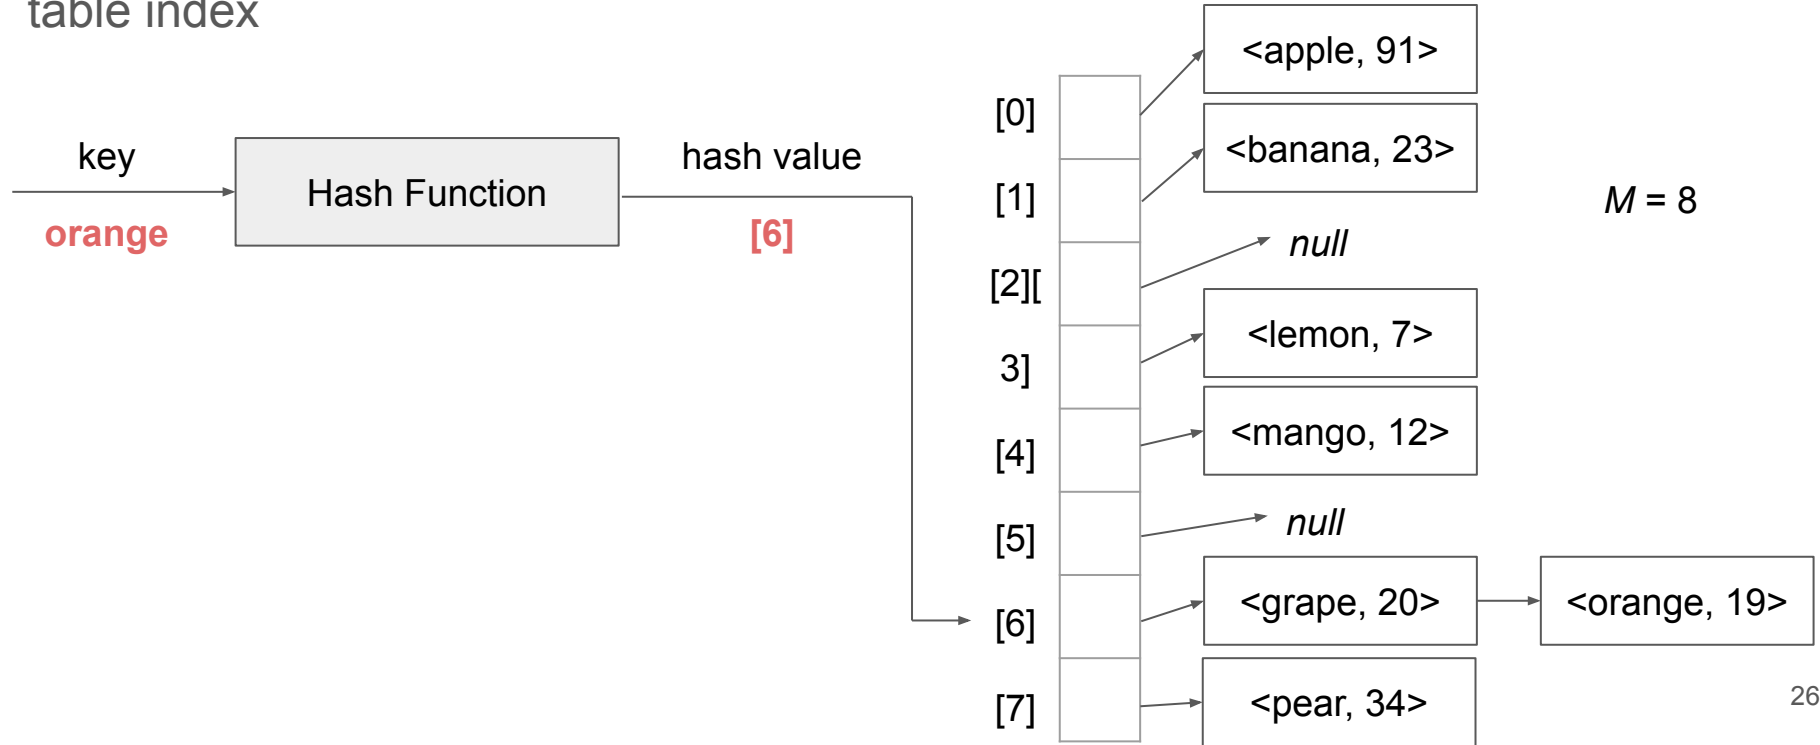 table index
key
orange
Hash Function
hash value
[6]
[0]
[1]
[2][
3]
[4]
[5]
[6]
[7]
<apple, 91>
<banana, 23>
null
<lemon, 7>
<mango, 12>
null
<grape, 20>
<orange, 19>
<pear, 34>
M = 8
26